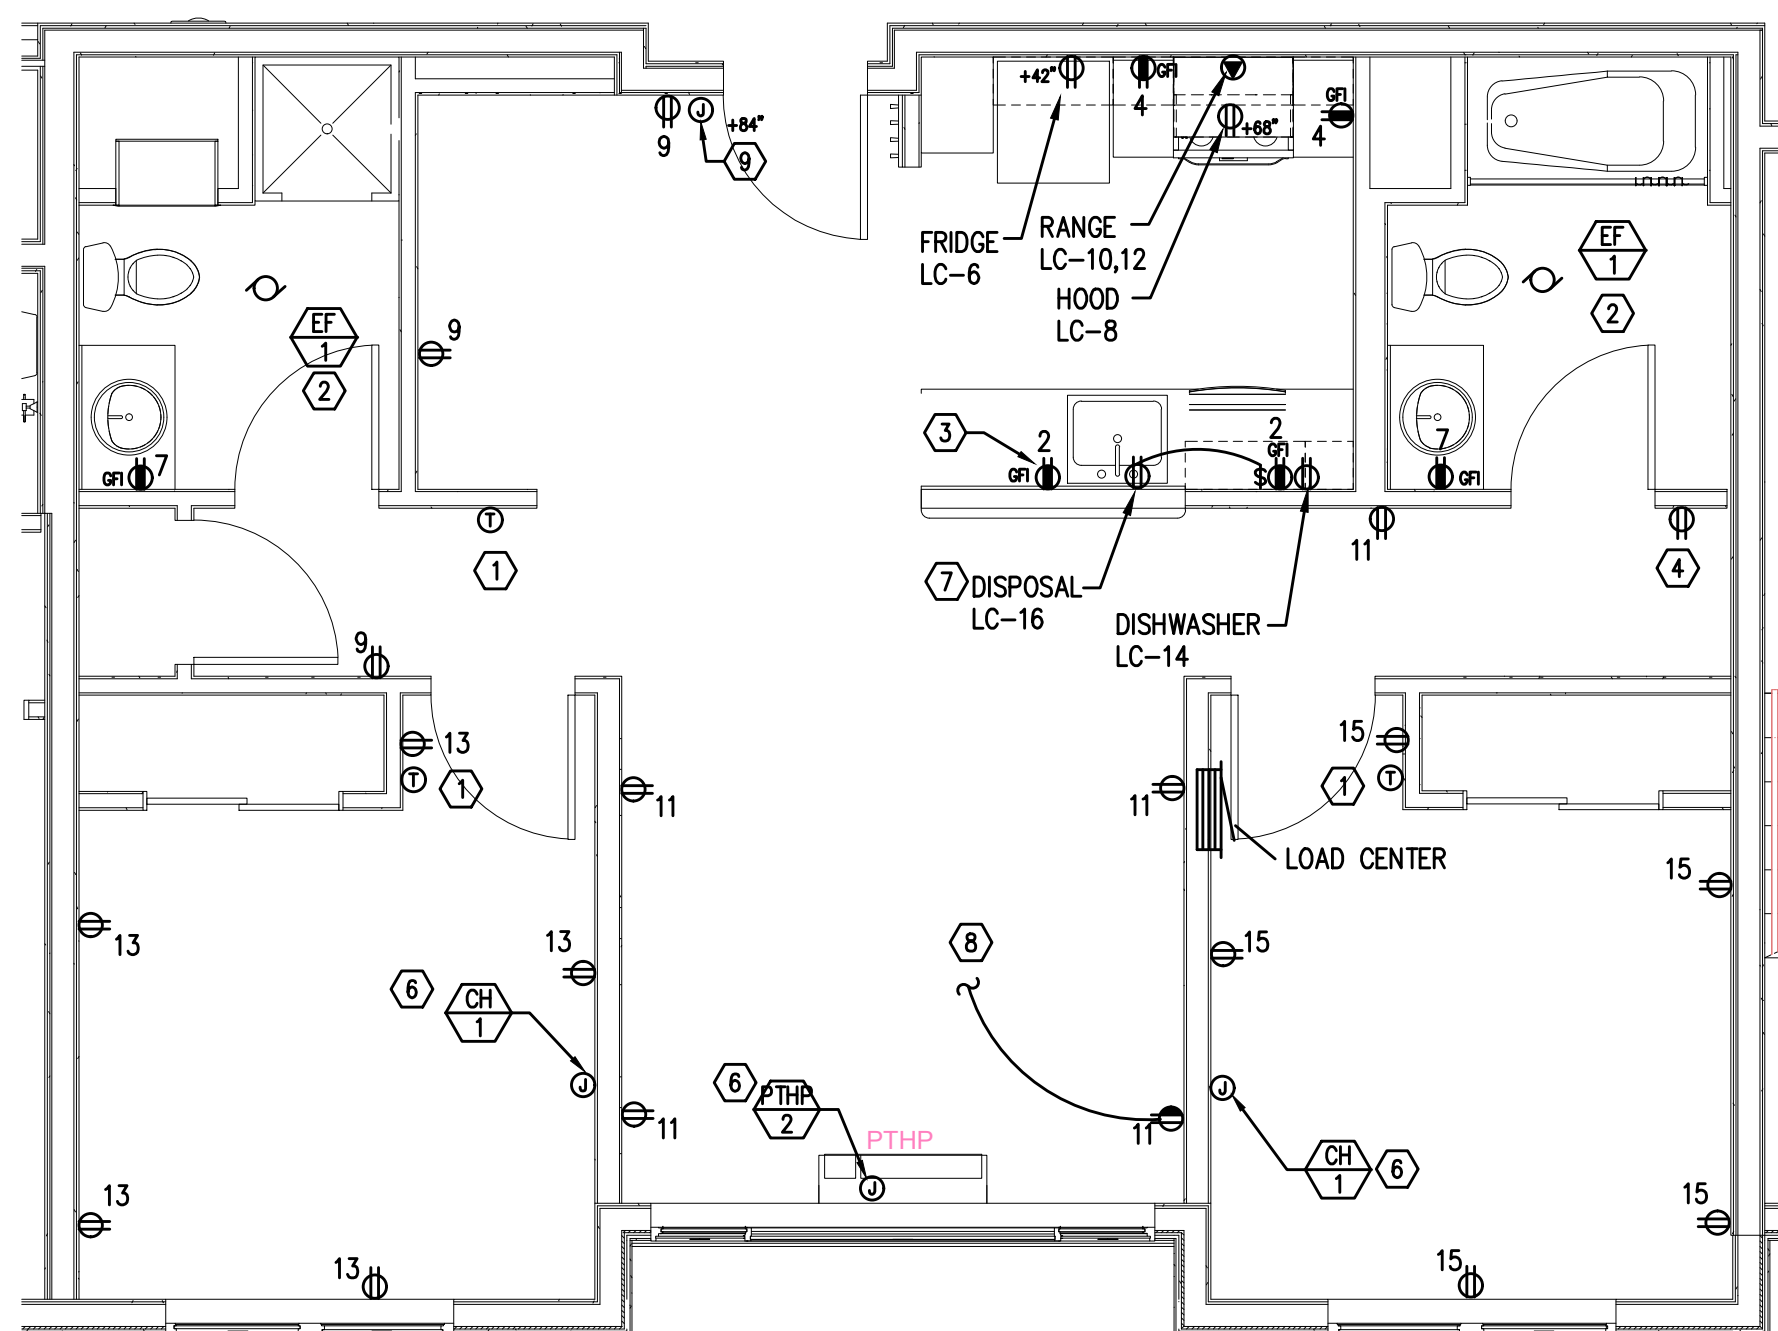 +42"
GFI
4
GFI
4
+68"
9
J
+84"
9
FRIDGE
LC-6
RANGE
LC-10,12
HOOD
LC-8
EF
1
2
EF
1
2
9
3
2
GFI
2
GFI
$
7
GFI
7
GFI
T
1
11
4
7
DISPOSAL
LC-16
DISHWASHER
LC-14
9
13
T
1
15
T
1
11
11
LOAD CENTER
15
13
13
15
8
6
CH
1
J
6
PTHP
2
PTHP
J
11
11
J
CH
1
6
13
15
13
15